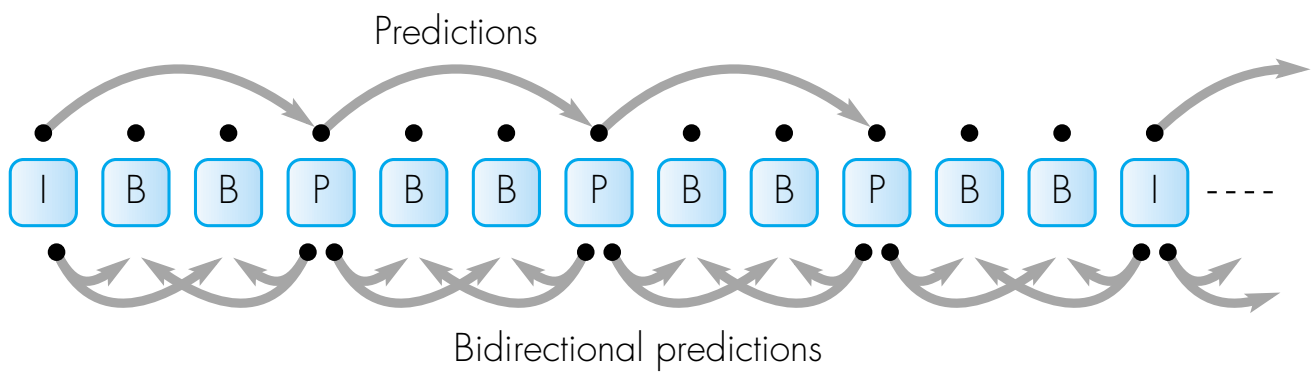 Predictions
I B B P B B P B B P B B I ----
Bidirectional predictions